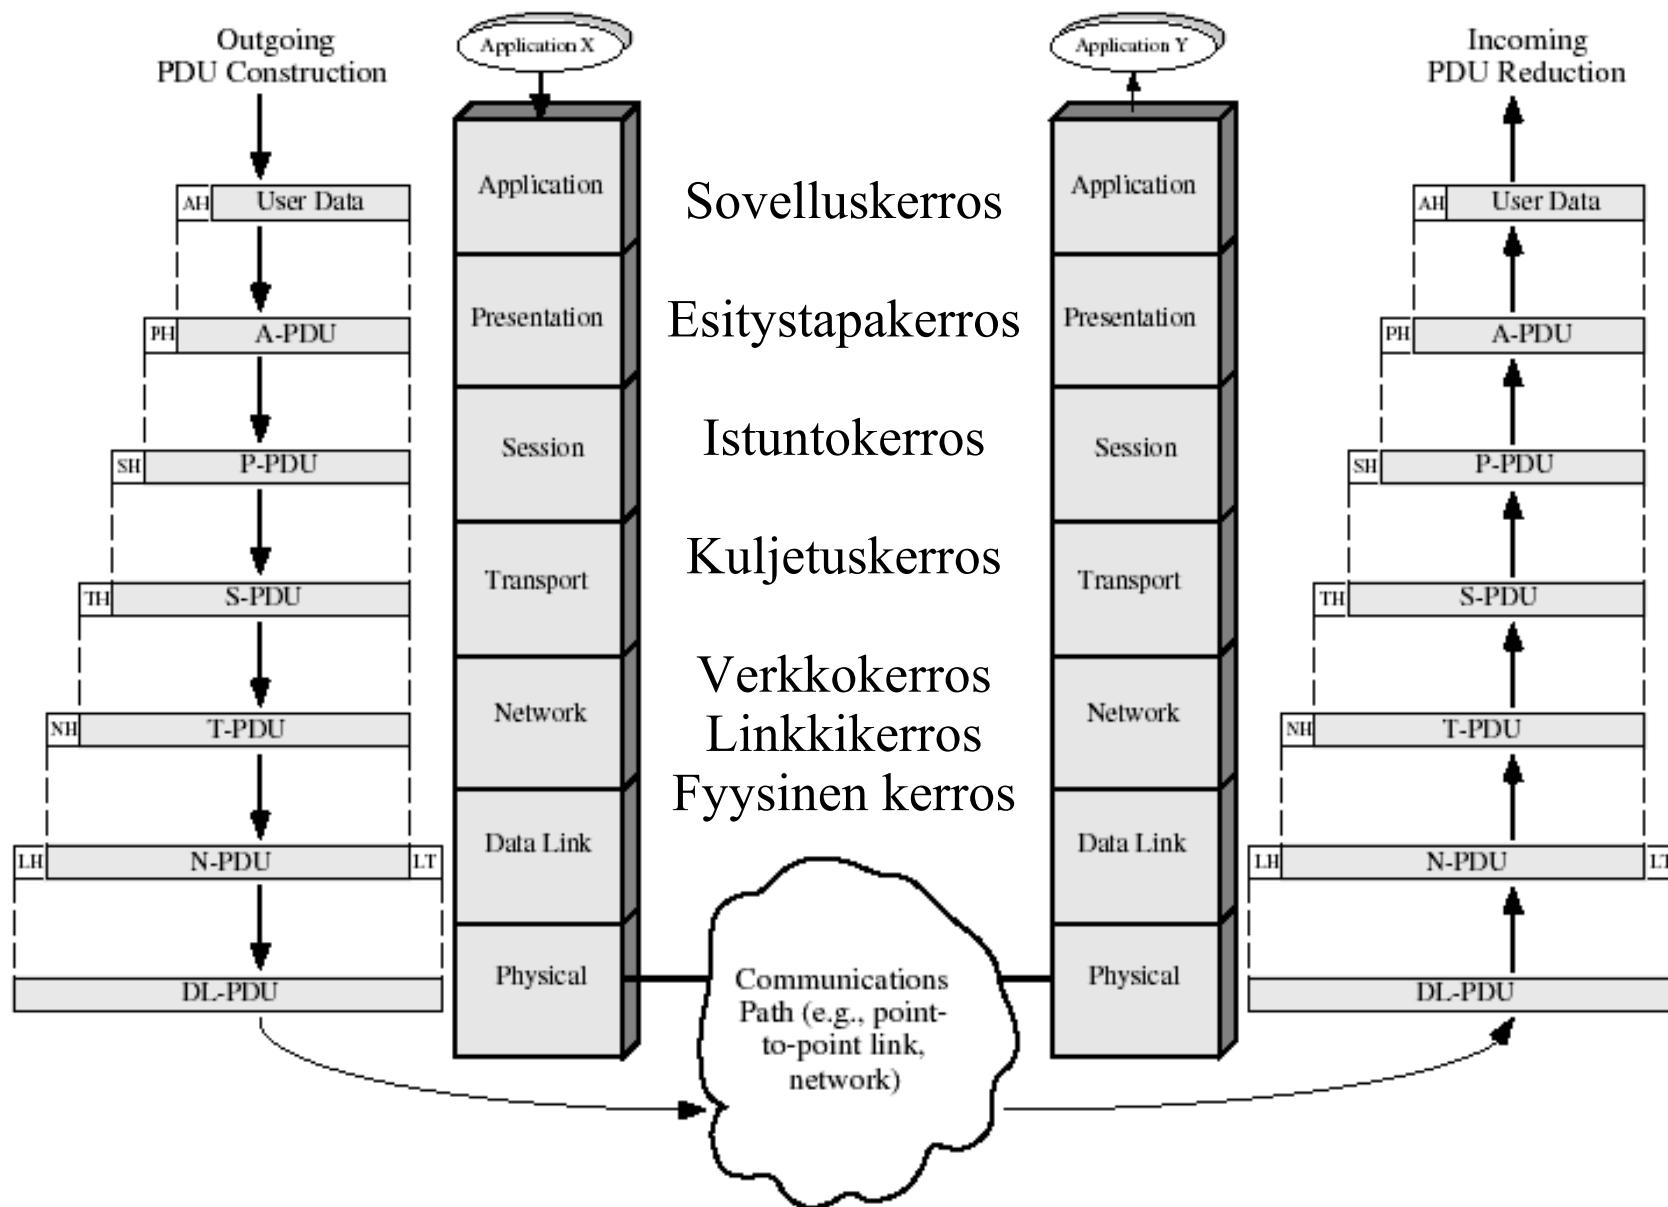 Outgoing
PDU Construction
AH User Data
PH A-PDU
SH P-PDU
TH S-PDU
NH T-PDU
LH N-PDU LT
DL-PDU
Application X
Application
Presentation
Session
Transport
Network
Data Link
Physical
Sovelluskerros
Esitystapakerros
Istuntokerros
Kuljetuskerros
Verkkokerros
Linkkikerros
Fyysinen kerros
Communications
Path (e.g., point-
to-point link,
network)
Application Y
Application
Presentation
Session
Transport
Network
Data Link
Physical
Incoming
PDU Reduction
AH User Data
PH A-PDU
SH P-PDU
TH S-PDU
NH T-PDU
LH N-PDU LT
DL-PDU